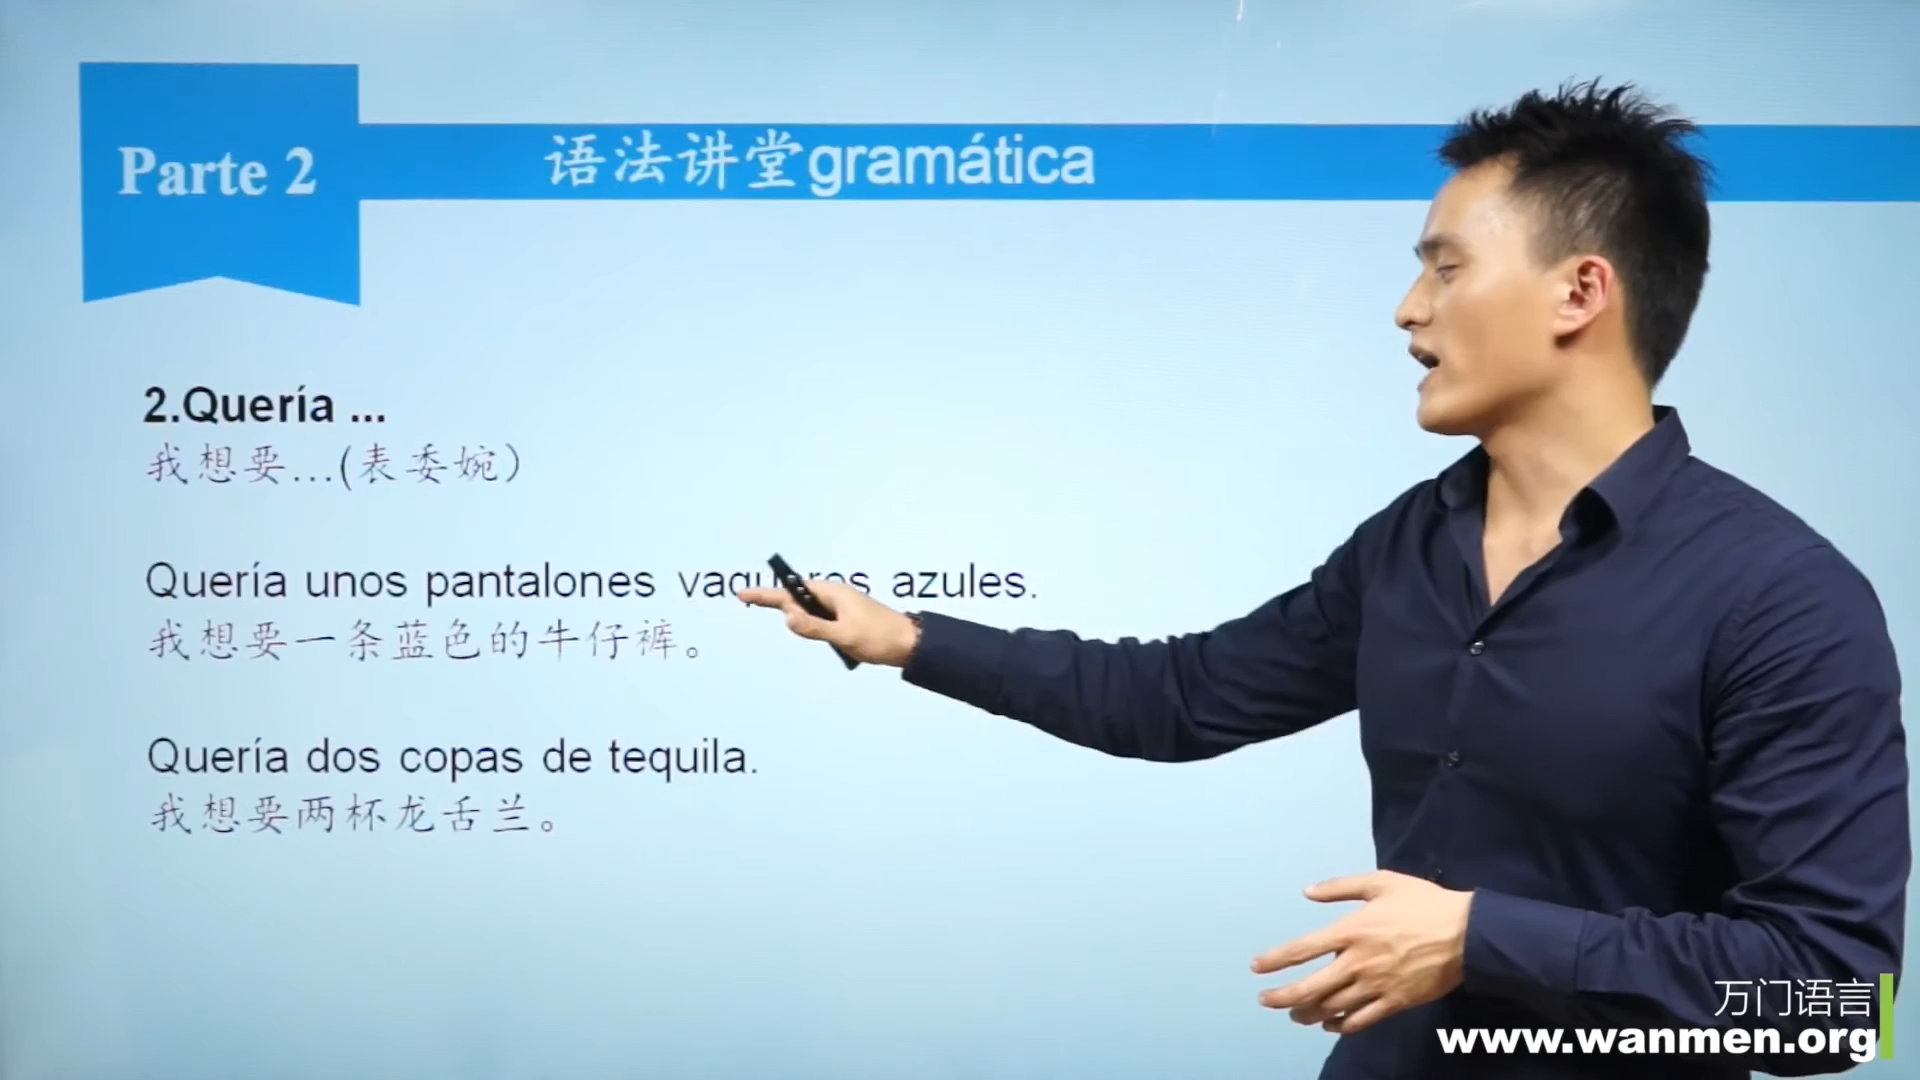 Parte 2
语法讲堂gramática
2.Quería ...
我想要...(表委婉)
Quería unos pantalones azules.
我想要一条蓝色的牛仔裤。
Quería dos copas de tequila.
我想要两杯龙舌兰。
万门语言
www.wanmen.org